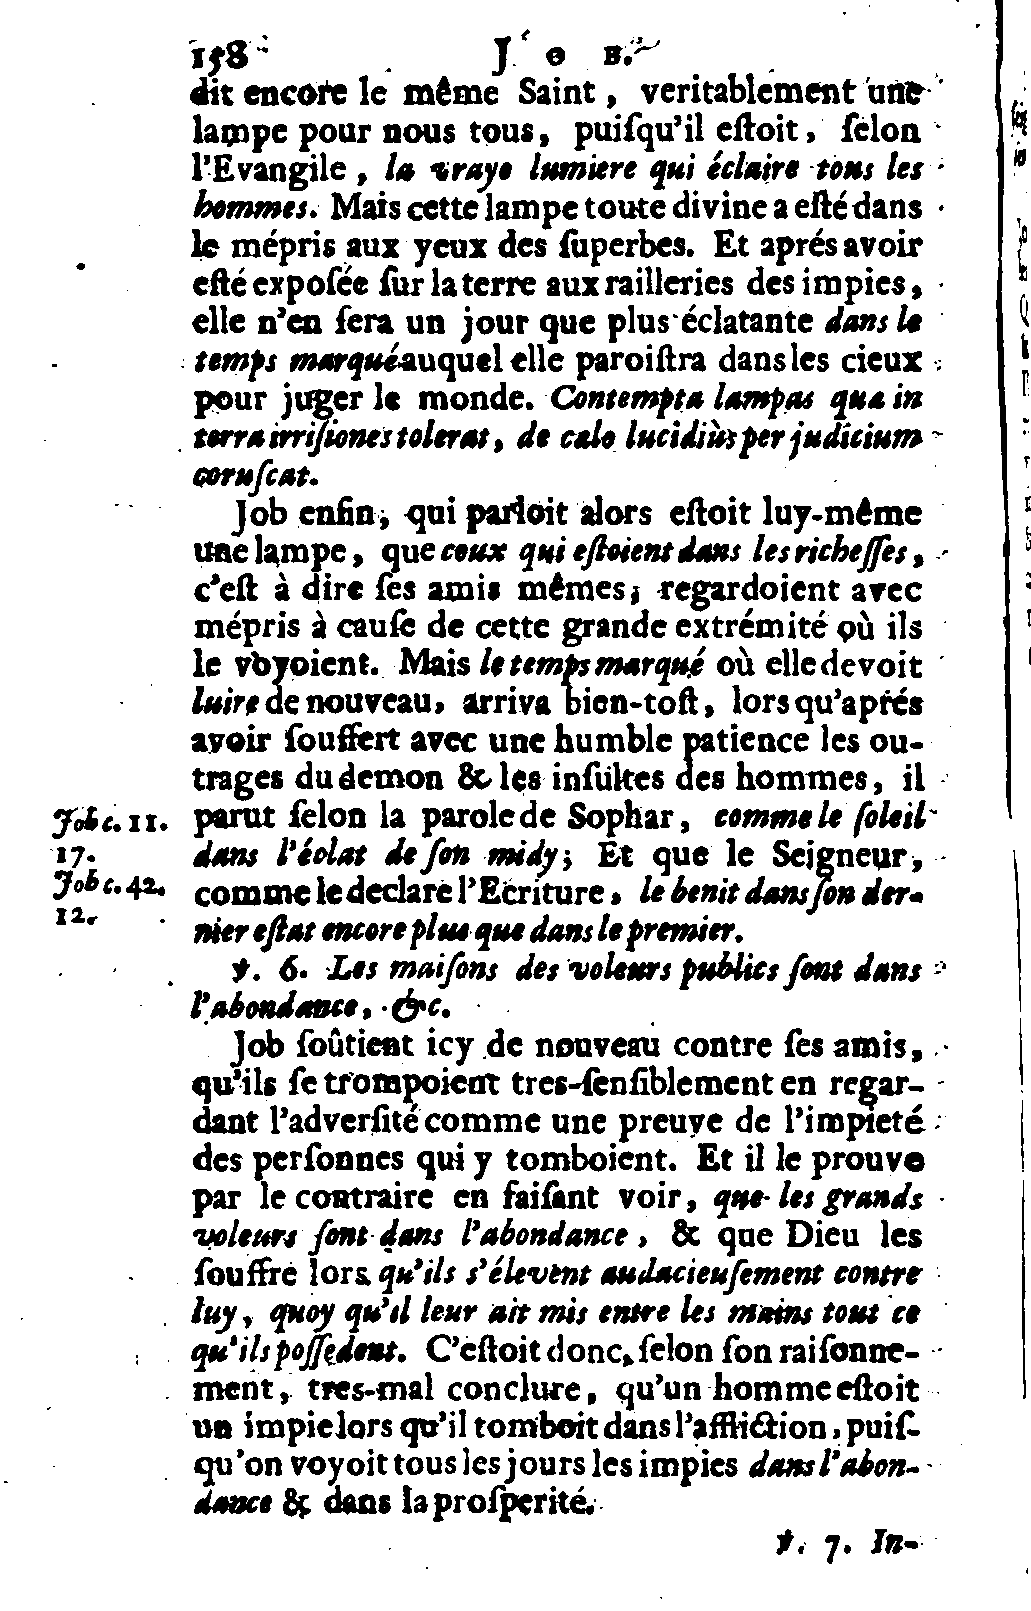 158 JOB.
dit encore le même Saint, veritablement une
lampe pour nous tous, puiſqu'il eſtoit, ſelon
l'Evangile, la vraye lumiere qui éclaire tous les
hommes. Mais cette lampe toute divine a eſté dans
le mépris aux yeux des ſuperbes. Et aprés avoir
eſté expoſée ſur la terre aux railleries des impies,
elle n'en ſera un jour que plus éclatante dans le
temps marqué auquel elle paroiſtra dans les cieux
pour juger le monde. Contempta lampas quæ in
terra irriſiones tolerat, de cælo lucidiùs per judicium
coruſcat.
Job enfin, qui parloit alors eſtoit luy-même
une lampe, que ceux qui eſtoient dans les richeſſes,
c'eſt à dire ſes amis mêmes; regardoient avec
mépris à cauſe de cette grande extrémité où ils
le voyoient. Mais le temps marqué où elle devoit
luire de nouveau, arriva bien-toſt, lors qu'aprés
avoir ſouffert avec une humble patience les ou-
trages du demon & les inſultes des hommes, il
Job c. 11. parut ſelon la parole de Sophar, comme le ſoleil
17. dans l'éclat de ſon midy; Et que le Seigneur,
Job c. 42. comme le declare l'Ecriture, le benit dans ſon der-
12. nier eſtat encore plus que dans le premier.
℣. 6. Les maiſons des voleurs publics ſont dans
l'abondance, &c.
Job ſoûtient icy de nouveau contre ſes amis,
qu'ils ſe trompoient tres-ſenſiblement en regar-
dant l'adverſité comme une preuve de l'impieté
des perſonnes qui y tomboient. Et il le prouve
par le contraire en faiſant voir, que les grands
voleurs ſont dans l'abondance, & que Dieu les
ſouffre lors qu'ils s'élevent audacieuſement contre
luy, quoy qu'il leur ait mis entre les mains tout ce
qu'ils poſſedent. C'eſtoit donc, ſelon ſon raiſonne-
ment, tres-mal conclure, qu'un homme eſtoit
un impie lors qu'il tomboit dans l'affliction, puiſ-
qu'on voyoit tous les jours les impies dans l'abon-
dance & dans la proſperité.
℣. 7. In-